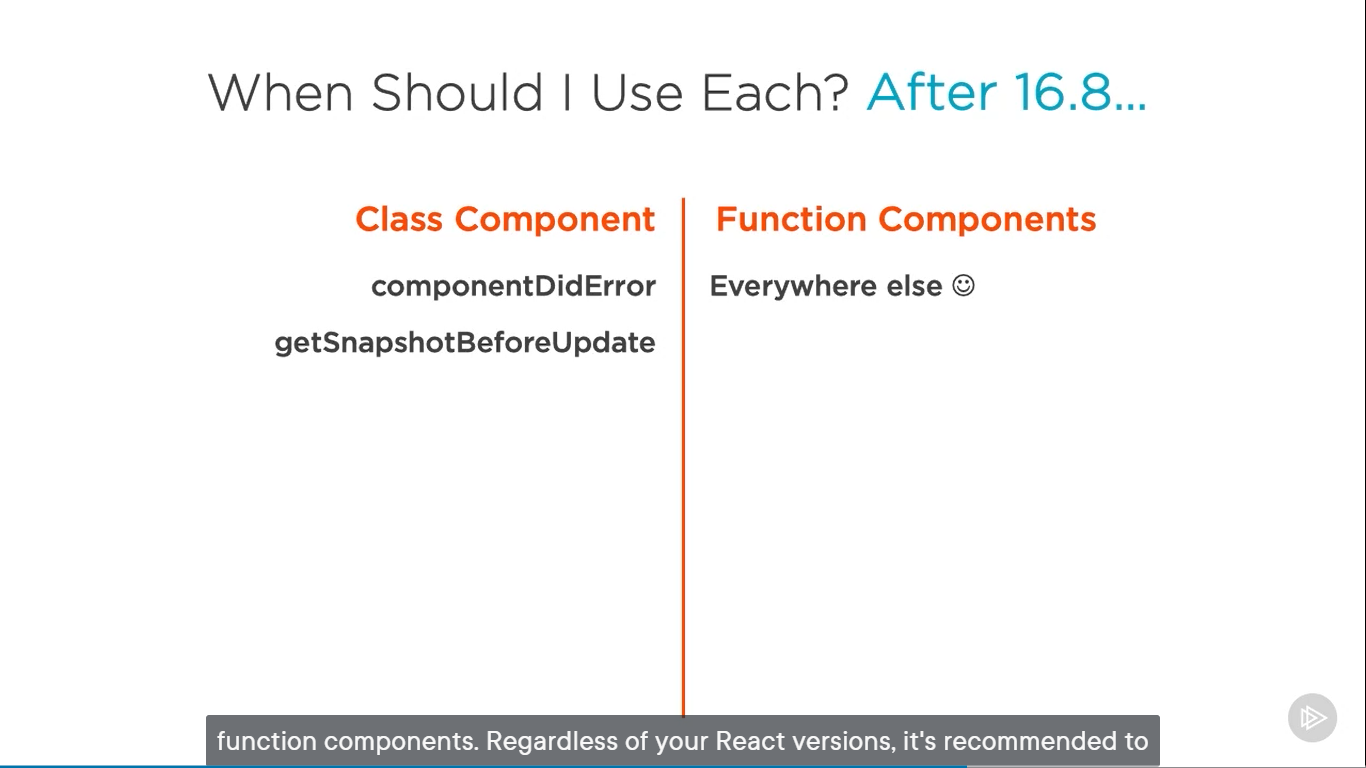 When Should I Use Each? After 16.8...
Class Component
componentDidError
getSnapshotBeforeUpdate
Function Components
Everywhere else ☺
function components. Regardless of your React versions, it's recommended to